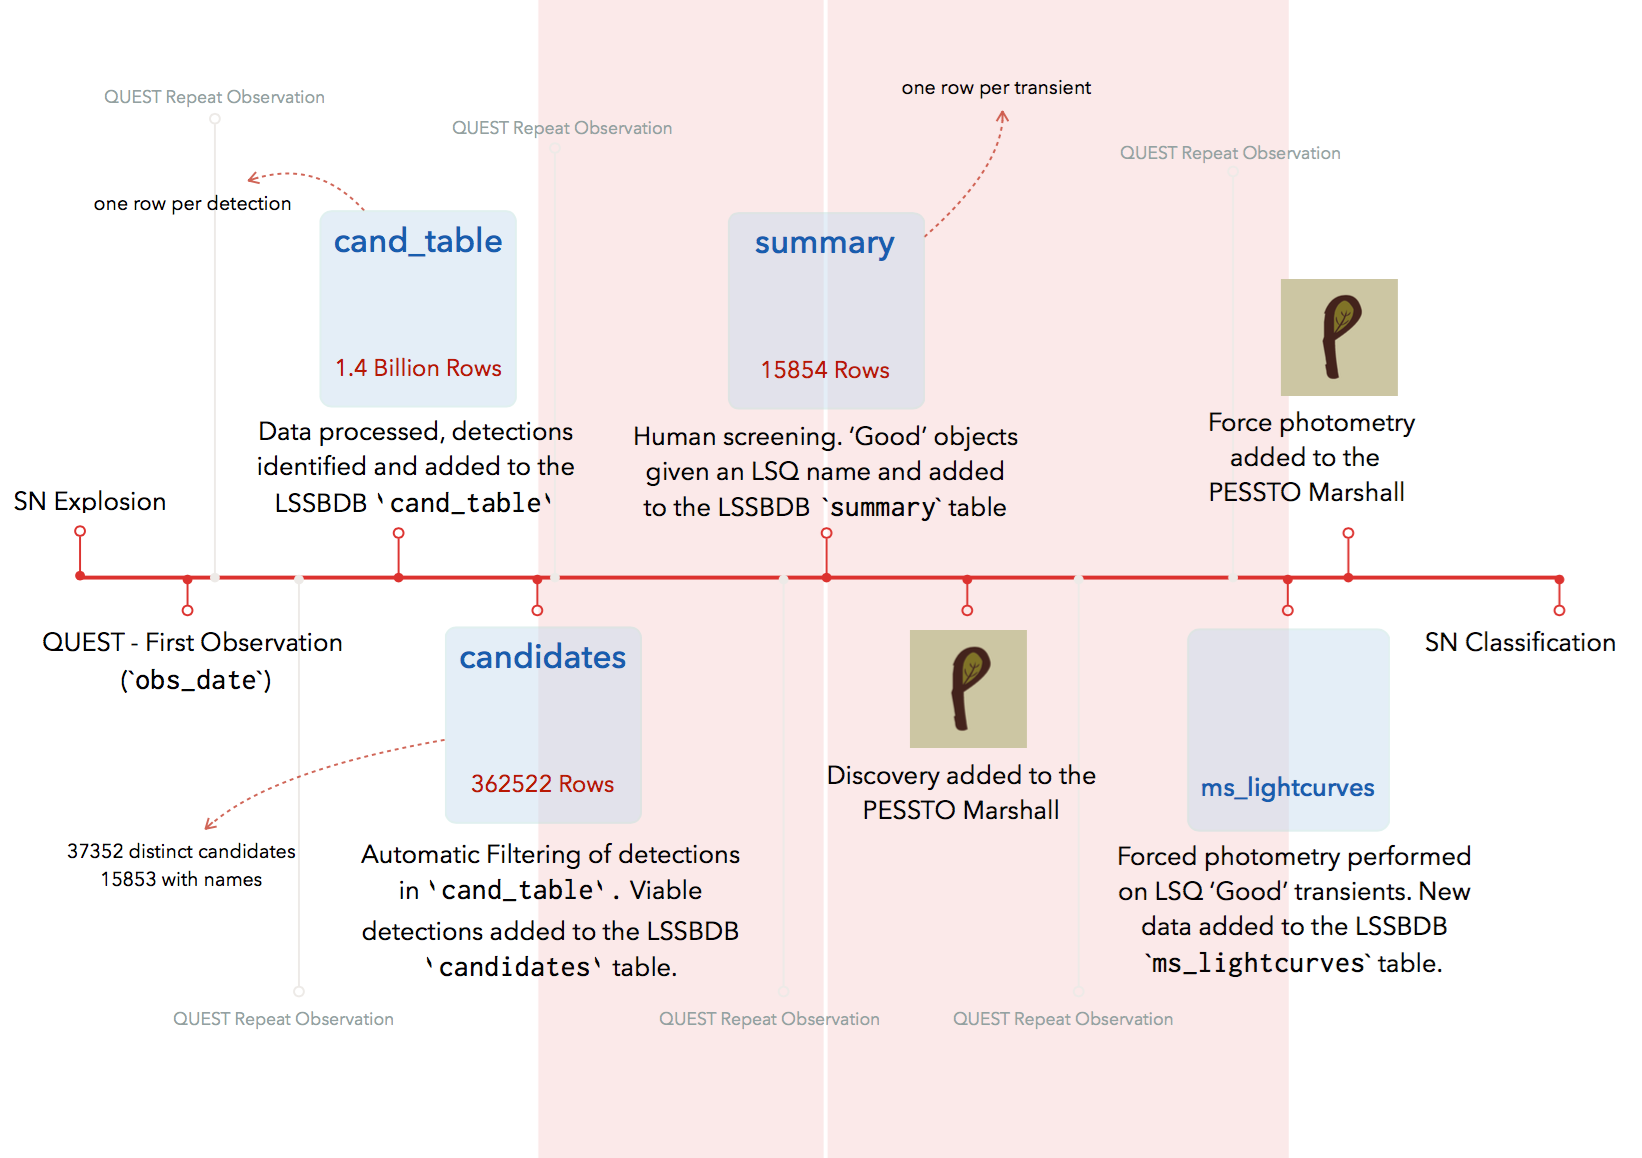 QUEST Repeat Observation
one row per transient
QUEST Repeat Observation
QUEST Repeat Observation
one row per detection
cand_table
1.4 Billion Rows
Data processed, detections
identified and added to the
LSSBDB `cand_table`
summary
15854 Rows
Human screening. ‘Good’ objects
given an LSQ name and added
to the LSSBDB `summary` table
Force photometry
added to the
PESSTO Marshall
SN Explosion
QUEST - First Observation
(`obs_date`)
candidates
362522 Rows
37352 distinct candidates
15853 with names
Automatic Filtering of detections
in `cand_table`. Viable
detections added to the LSSBDB
`candidates` table.
Discovery added to the
PESSTO Marshall
ms_lightcurves
Forced photometry performed
on LSQ ‘Good’ transients. New
data added to the LSSBDB
`ms_lightcurves` table.
SN Classification
QUEST Repeat Observation
QUEST Repeat Observation
QUEST Repeat Observation